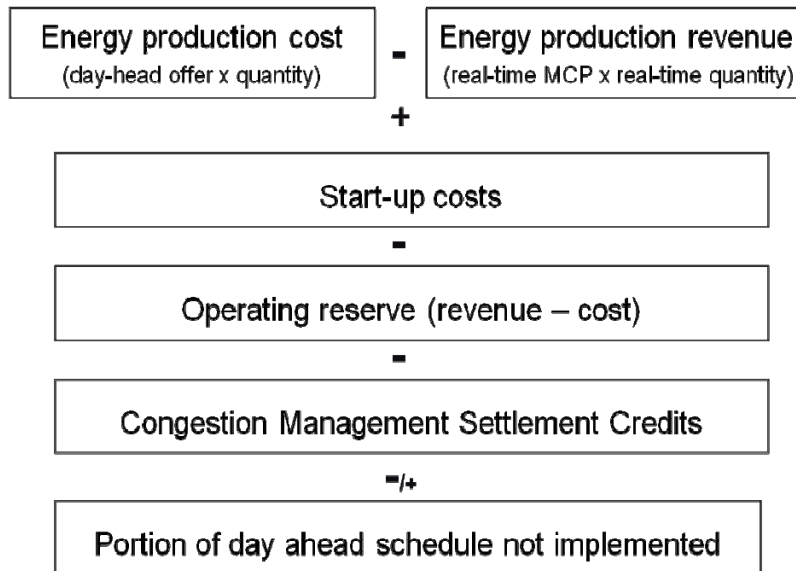 Energy production cost - Energy production revenue
(day-head offer x quantity) (real-time MCP x real-time quantity)
+
Start-up costs
-
Operating reserve (revenue – cost)
-
Congestion Management Settlement Credits
-/+
Portion of day ahead schedule not implemented